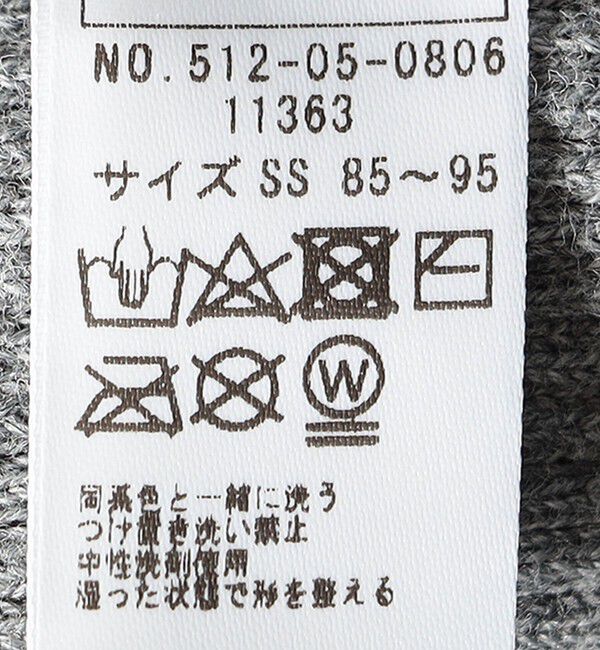 NO.512-05-0806
11363
サイズSS 85～95
W
同系色と一緒に洗う
つけ置き洗い禁止
中性洗剤使用
湿った状態で形を整える